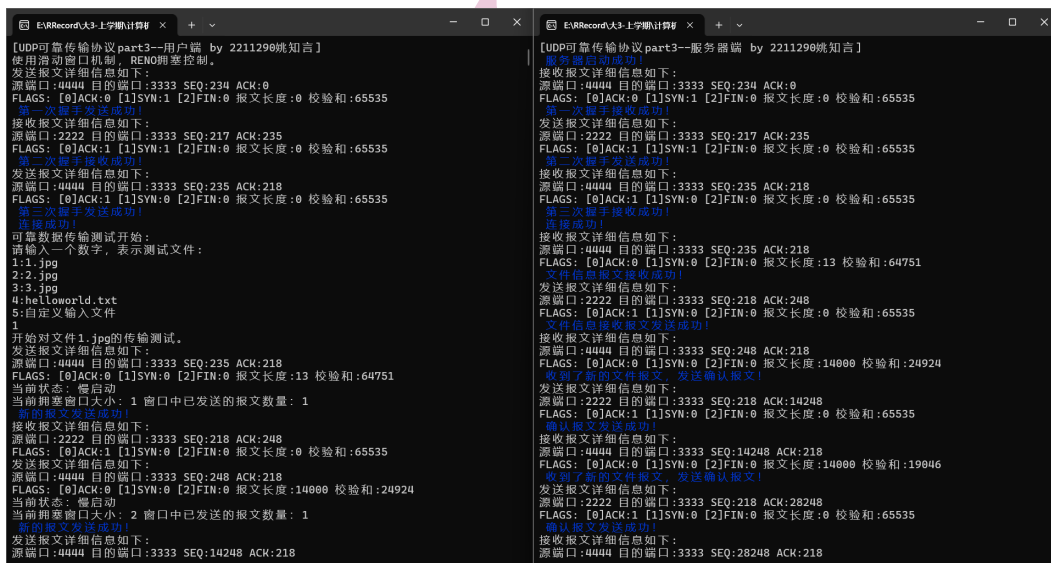 E:\RRecord\大3-上学期\计算机
[UDP可靠传输协议part3--用户端 by 2211290姚知言]
使用滑动窗口机制, RENO拥塞控制。
发送报文详细信息如下:
源端口:4444 目的端口:3333 SEQ:234 ACK:0
FLAGS: [0]ACK:0 [1]SYN:1 [2]FIN:0 报文长度:0 校验和:65535
第一次握手发送成功!
接收报文详细信息如下:
源端口:2222 目的端口:3333 SEQ:217 ACK:235
FLAGS: [0]ACK:1 [1]SYN:1 [2]FIN:0 报文长度:0 校验和:65535
第二次握手接收成功!
发送报文详细信息如下:
源端口:4444 目的端口:3333 SEQ:235 ACK:218
FLAGS: [0]ACK:1 [1]SYN:0 [2]FIN:0 报文长度:0 校验和:65535
第三次握手发送成功!
连接成功!
可靠数据传输测试开始:
请输入一个数字, 表示测试文件:
1:1.jpg
2:2.jpg
3:3.jpg
4:helloworld.txt
5:自定义输入文件
1
开始对文件1.jpg的传输测试。
发送报文详细信息如下:
源端口:4444 目的端口:3333 SEQ:235 ACK:218
FLAGS: [0]ACK:0 [1]SYN:0 [2]FIN:0 报文长度:13 校验和:64751
当前状态: 慢启动
当前拥塞窗口大小: 1 窗口中已发送的报文数量: 1
新的报文发送成功!
接收报文详细信息如下:
源端口:2222 目的端口:3333 SEQ:218 ACK:248
FLAGS: [0]ACK:1 [1]SYN:0 [2]FIN:0 报文长度:0 校验和:65535
发送报文详细信息如下:
源端口:4444 目的端口:3333 SEQ:248 ACK:218
FLAGS: [0]ACK:0 [1]SYN:0 [2]FIN:0 报文长度:14000 校验和:24924
当前状态: 慢启动
当前拥塞窗口大小: 2 窗口中已发送的报文数量: 1
新的报文发送成功!
发送报文详细信息如下:
源端口:4444 目的端口:3333 SEQ:14248 ACK:218
E:\RRecord\大3-上学期\计算机
[UDP可靠传输协议part3--服务器端 by 2211290姚知言]
服务器启动成功!
接收报文详细信息如下:
源端口:4444 目的端口:3333 SEQ:234 ACK:0
FLAGS: [0]ACK:0 [1]SYN:1 [2]FIN:0 报文长度:0 校验和:65535
第一次握手接收成功!
发送报文详细信息如下:
源端口:2222 目的端口:3333 SEQ:217 ACK:235
FLAGS: [0]ACK:1 [1]SYN:1 [2]FIN:0 报文长度:0 校验和:65535
第二次握手发送成功!
接收报文详细信息如下:
源端口:4444 目的端口:3333 SEQ:235 ACK:218
FLAGS: [0]ACK:1 [1]SYN:0 [2]FIN:0 报文长度:0 校验和:65535
第三次握手接收成功!
连接成功!
接收报文详细信息如下:
源端口:4444 目的端口:3333 SEQ:235 ACK:218
FLAGS: [0]ACK:0 [1]SYN:0 [2]FIN:0 报文长度:13 校验和:64751
文件信息报文接收成功!
发送报文详细信息如下:
源端口:2222 目的端口:3333 SEQ:218 ACK:248
FLAGS: [0]ACK:1 [1]SYN:0 [2]FIN:0 报文长度:0 校验和:65535
文件信息接收报文发送成功!
接收报文详细信息如下:
源端口:4444 目的端口:3333 SEQ:248 ACK:218
FLAGS: [0]ACK:0 [1]SYN:0 [2]FIN:0 报文长度:14000 校验和:24924
收到了新的文件报文, 发送确认报文!
发送报文详细信息如下:
源端口:2222 目的端口:3333 SEQ:218 ACK:14248
FLAGS: [0]ACK:1 [1]SYN:0 [2]FIN:0 报文长度:0 校验和:65535
确认报文发送成功!
接收报文详细信息如下:
源端口:4444 目的端口:3333 SEQ:14248 ACK:218
FLAGS: [0]ACK:0 [1]SYN:0 [2]FIN:0 报文长度:14000 校验和:19046
收到了新的文件报文, 发送确认报文!
发送报文详细信息如下:
源端口:2222 目的端口:3333 SEQ:218 ACK:28248
FLAGS: [0]ACK:1 [1]SYN:0 [2]FIN:0 报文长度:0 校验和:65535
确认报文发送成功!
接收报文详细信息如下:
源端口:4444 目的端口:3333 SEQ:28248 ACK:218